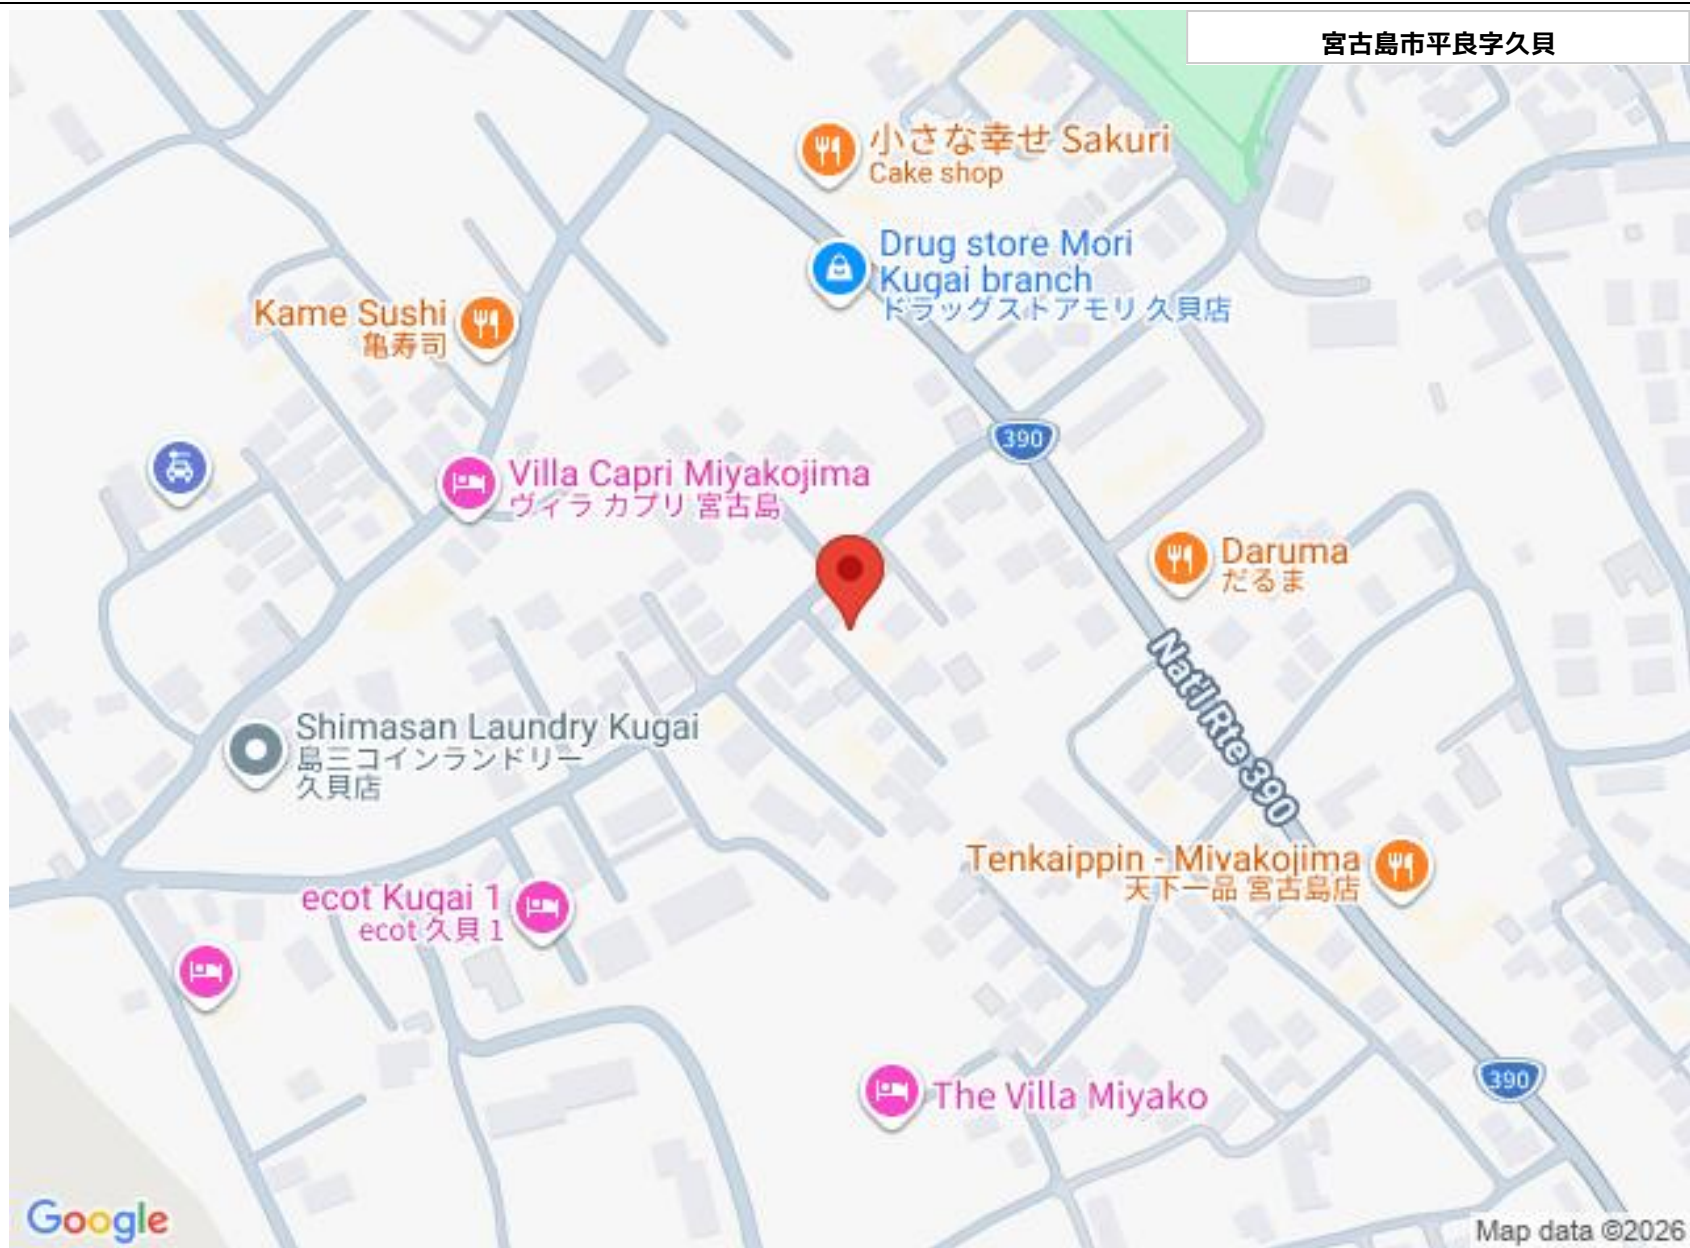 宮古島市平良字久貝
小さな幸せ Sakuri
Cake shop
Drug store Mori
Kugai branch
ドラッグストアモリ 久貝店
Kame Sushi
亀寿司
390
Villa Capri Miyakojima
ヴィラ カプリ 宮古島
Daruma
だるま
Nat'l Rte 390
Shimasan Laundry Kugai
島三コインランドリー
久貝店
Tenkaippin - Miyakojima
天下一品 宮古島店
ecot Kugai 1
ecot 久貝 1
390
The Villa Miyako
Google
Map data ©2026